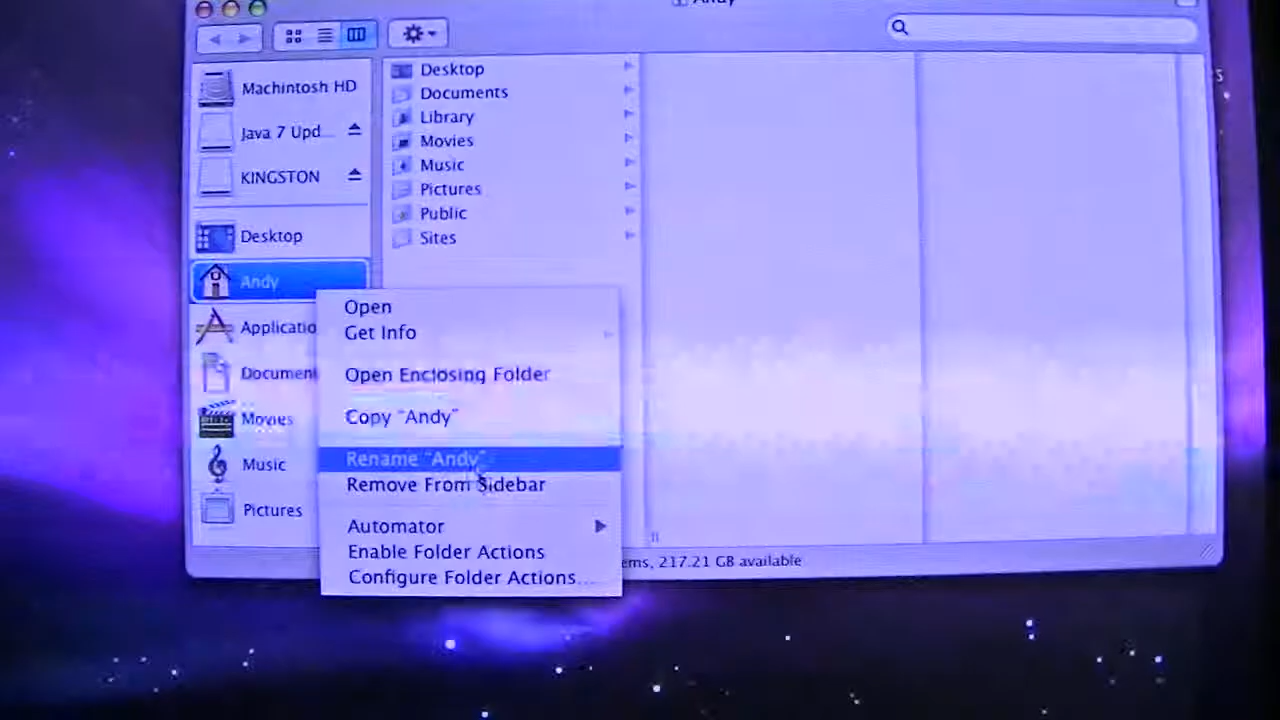 Andy
Machintosh HD
Java 7 Upd...
KINGSTON
Desktop
Andy
Applicatio
Document
Movies
Music
Pictures
Desktop
Documents
Library
Movies
Music
Pictures
Public
Sites
Open
Get Info
Open Enclosing Folder
Copy "Andy"
Rename "Andy"
Remove From Sidebar
Automator
Enable Folder Actions
Configure Folder Actions...
ems, 217.21 GB available